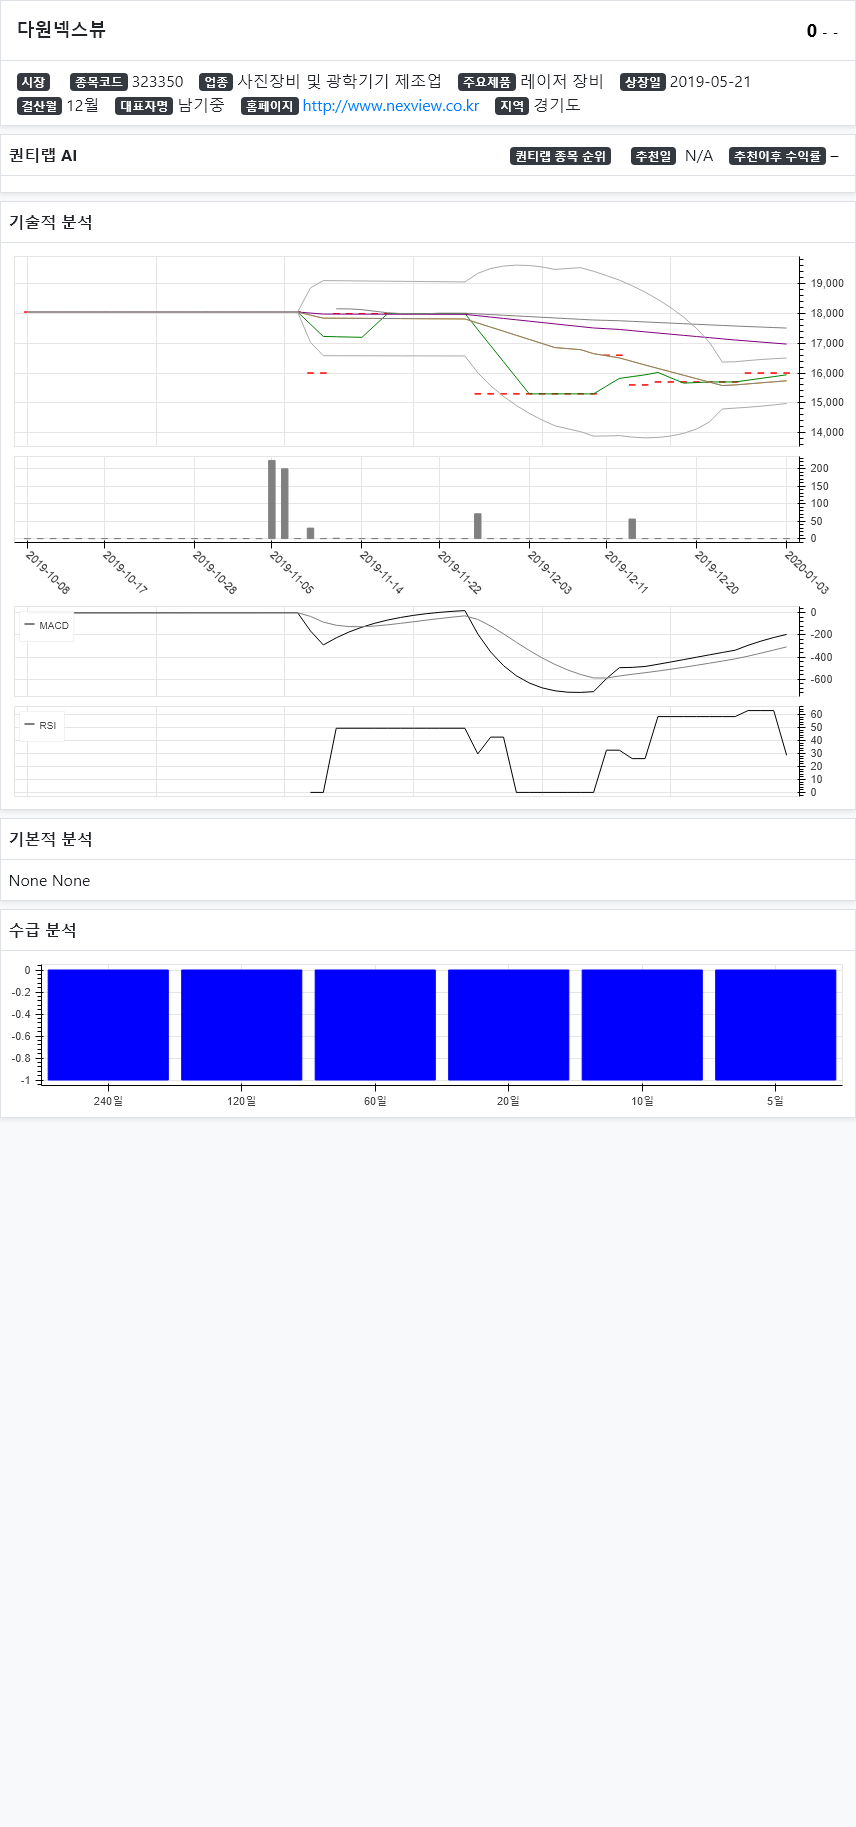 다원넥스뷰
0 - -
시장 종목코드 323350 업종 사진장비 및 광학기기 제조업 주요제품 레이저 장비 상장일 2019-05-21
결산월 12월 대표자명 남기중 홈페이지 http://www.nexview.co.kr 지역 경기도
퀀티랩 AI
퀀티랩 종목 순위 추천일 N/A 추천이후 수익률 –
기술적 분석
19,000
18,000
17,000
16,000
15,000
14,000
200
150
100
50
0
2019-10-08
2019-10-17
2019-10-28
2019-11-05
2019-11-14
2019-11-22
2019-12-03
2019-12-11
2019-12-20
2020-01-03
MACD
0
-200
-400
-600
RSI
60
50
40
30
20
10
0
기본적 분석
None None
수급 분석
0
-0.2
-0.4
-0.6
-0.8
-1
240일 120일 60일 20일 10일 5일